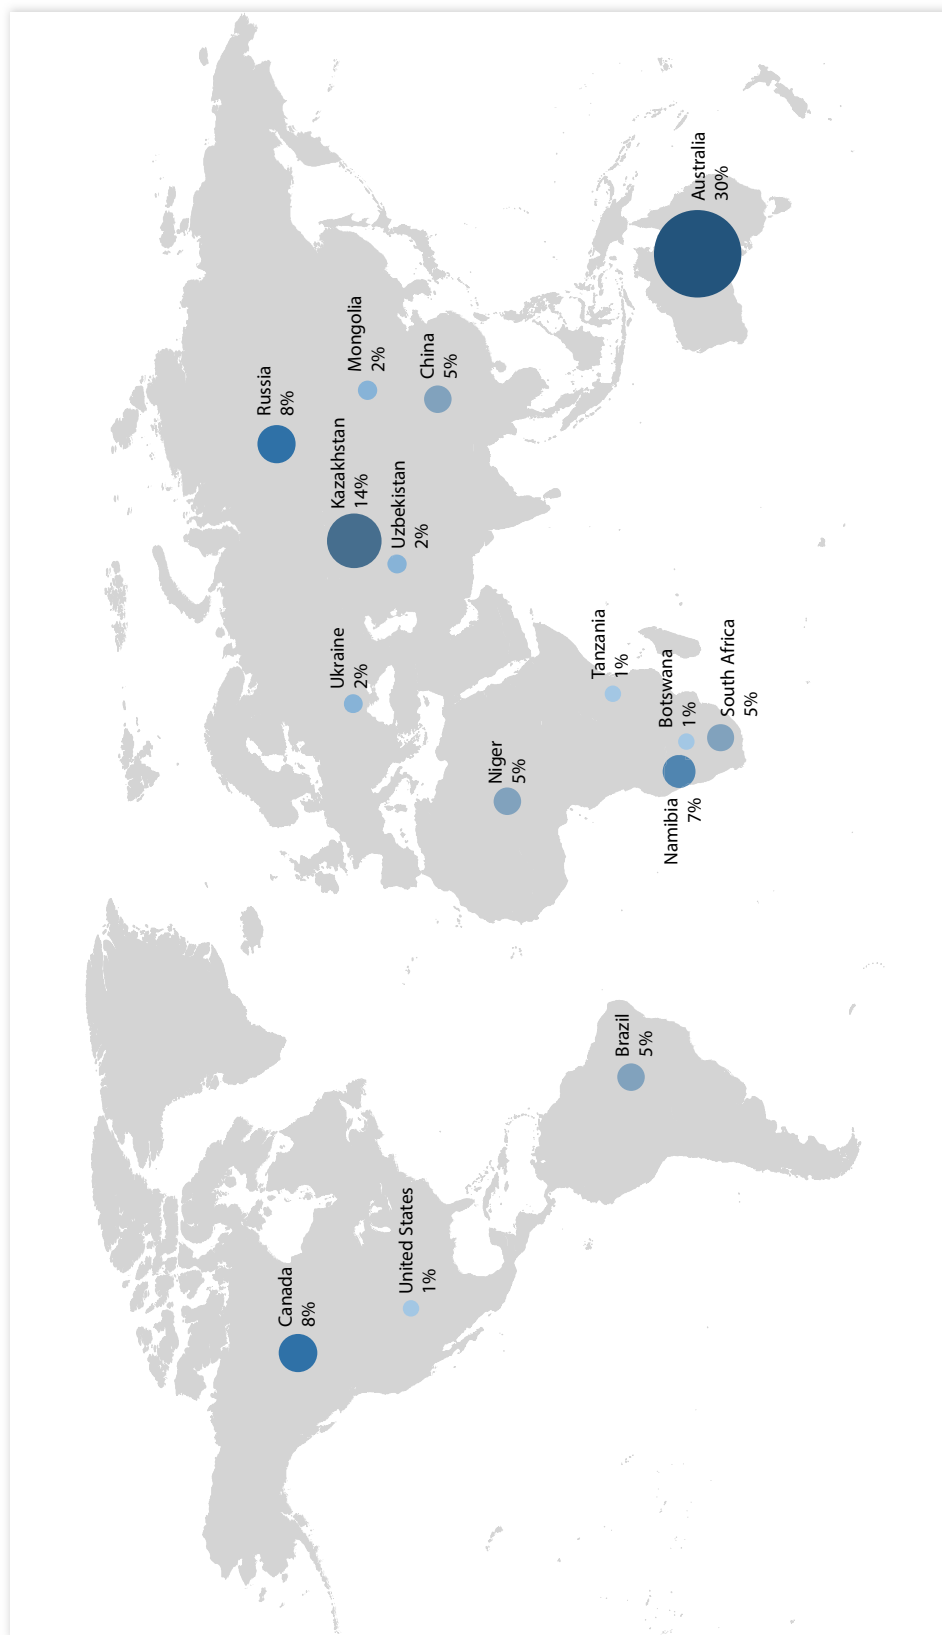 Canada
8%
United States
1%
Brazil
5%
Ukraine
2%
Niger
5%
Namibia
7%
Botswana
1%
South Africa
5%
Tanzania
1%
Russia
8%
Kazakhstan
14%
Uzbekistan
2%
Mongolia
2%
China
5%
Australia
30%